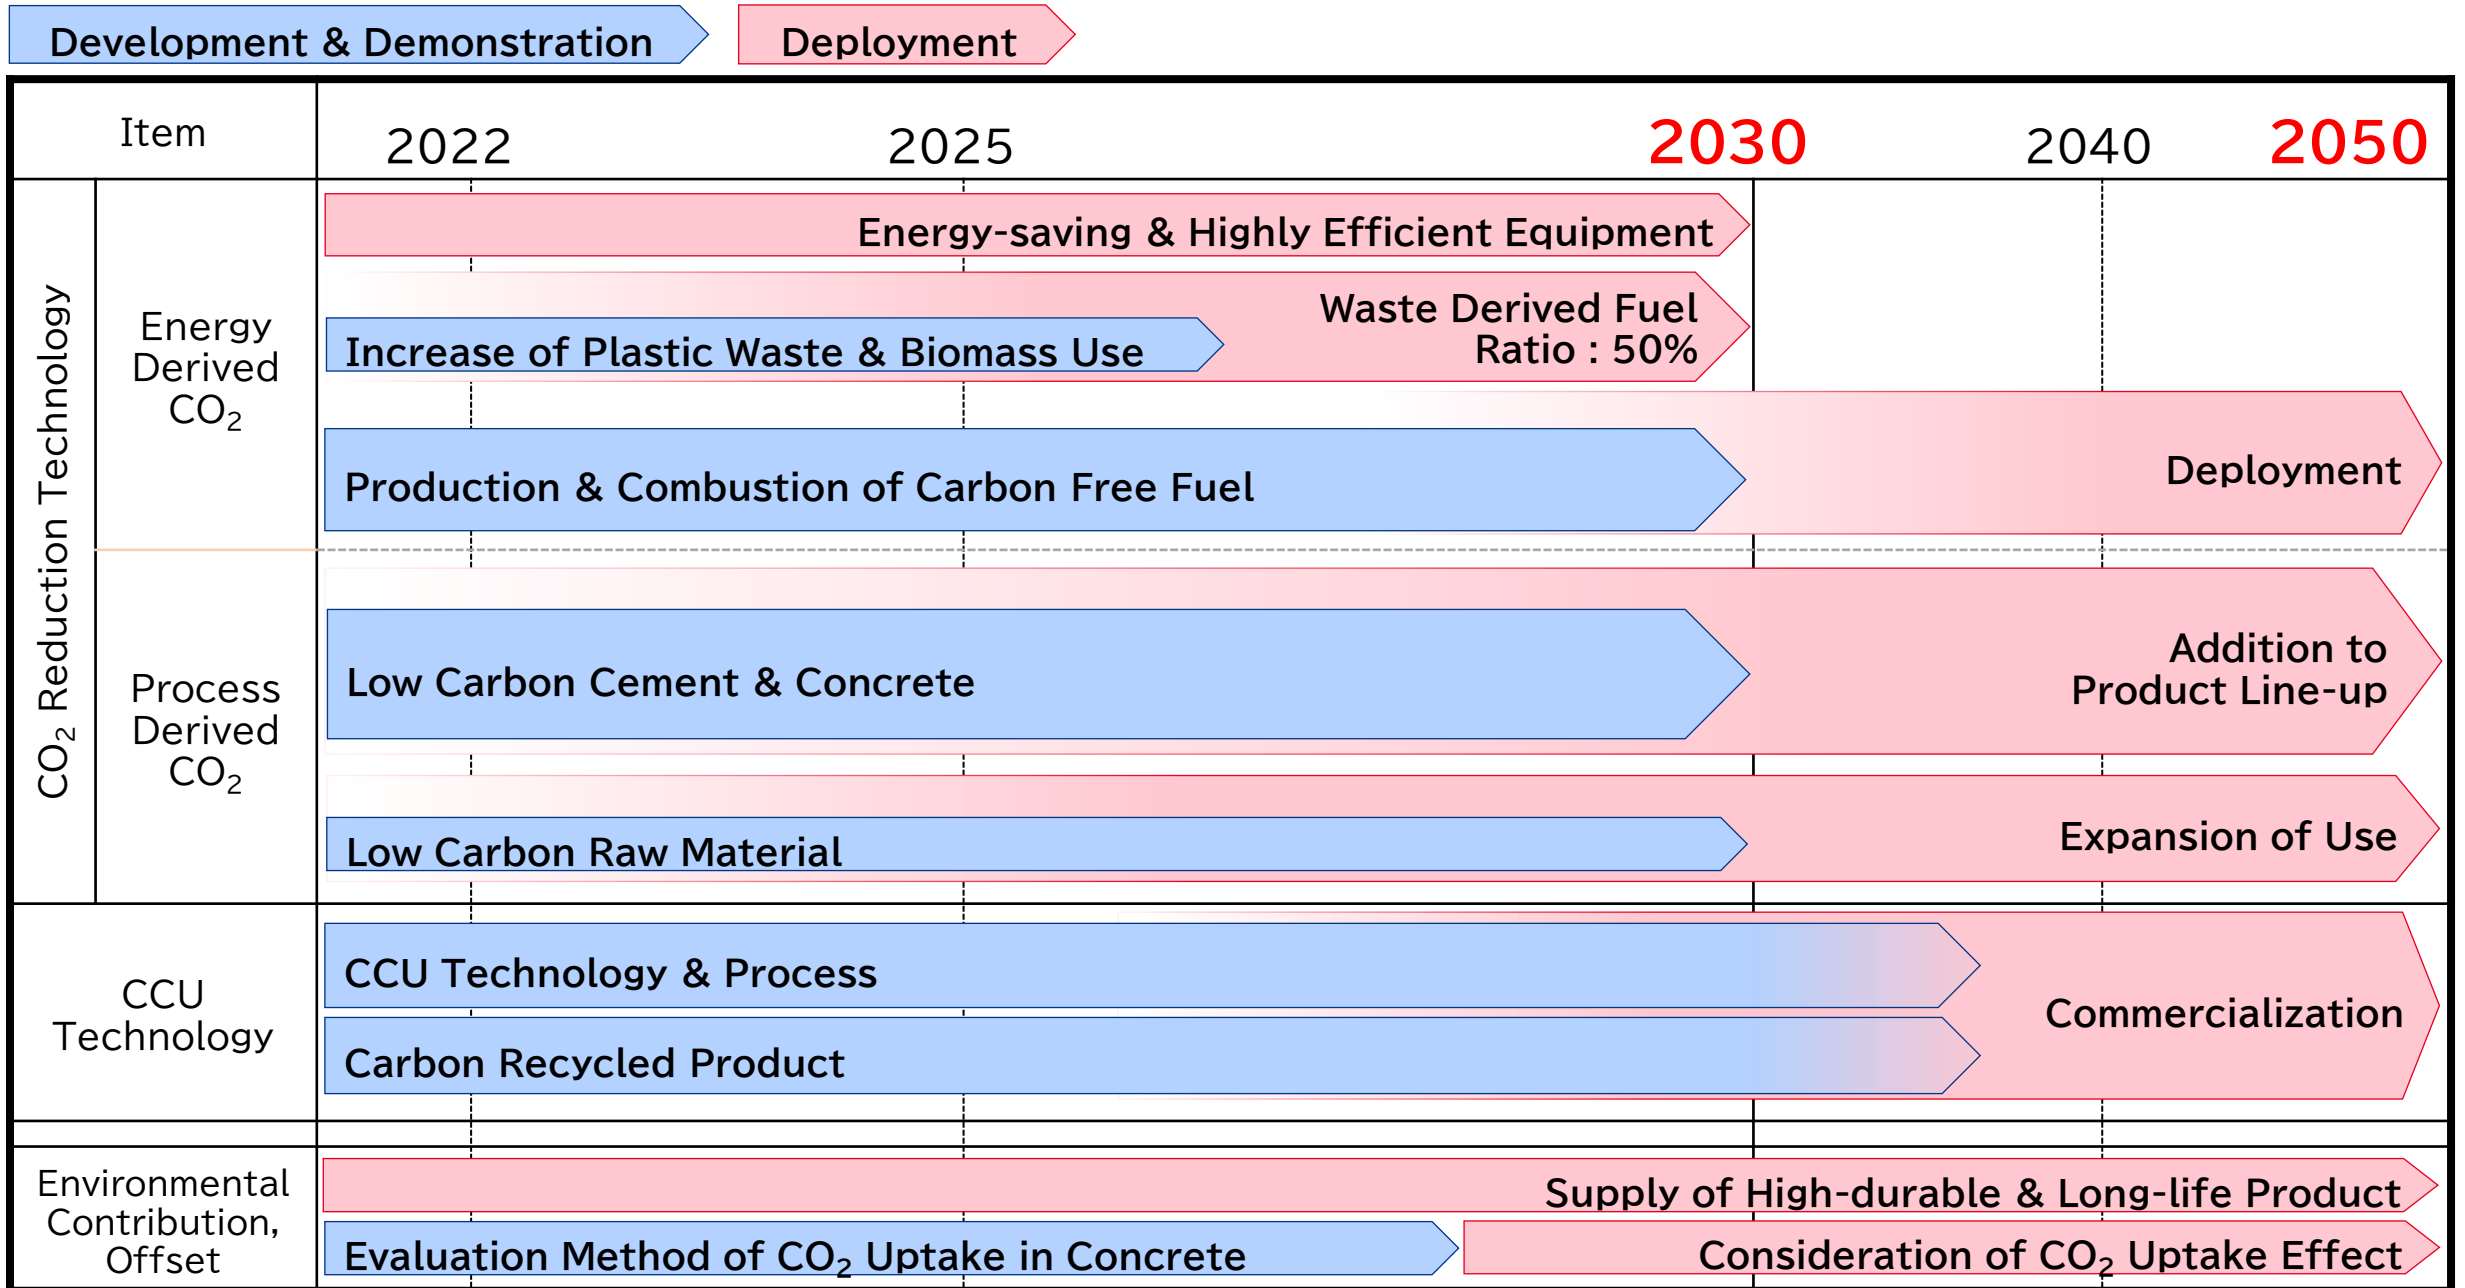 Development & Demonstration
Deployment
Item
2022
2025
2030
2040
2050
CO₂ Reduction Technology
Energy
Derived
CO₂
Energy-saving & Highly Efficient Equipment
Waste Derived Fuel
Ratio : 50%
Increase of Plastic Waste & Biomass Use
Production & Combustion of Carbon Free Fuel
Deployment
Process
Derived
CO₂
Low Carbon Cement & Concrete
Addition to
Product Line-up
Low Carbon Raw Material
Expansion of Use
CCU
Technology
CCU Technology & Process
Carbon Recycled Product
Commercialization
Environmental
Contribution,
Offset
Supply of High-durable & Long-life Product
Evaluation Method of CO₂ Uptake in Concrete
Consideration of CO₂ Uptake Effect